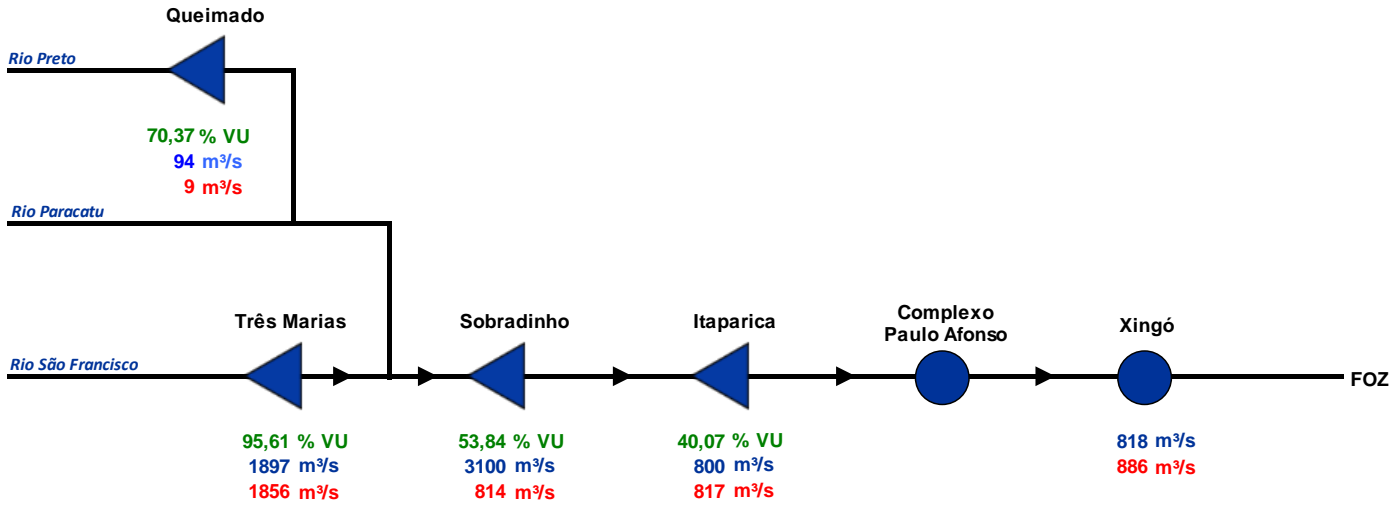 Queimado
Rio Preto
70,37 % VU
94 m³/s
9 m³/s
Rio Paracatu
Três Marias
Sobradinho
Itaparica
Complexo
Paulo Afonso
Xingó
Rio São Francisco
FOZ
95,61 % VU
1897 m³/s
1856 m³/s
53,84 % VU
3100 m³/s
814 m³/s
40,07 % VU
800 m³/s
817 m³/s
818 m³/s
886 m³/s